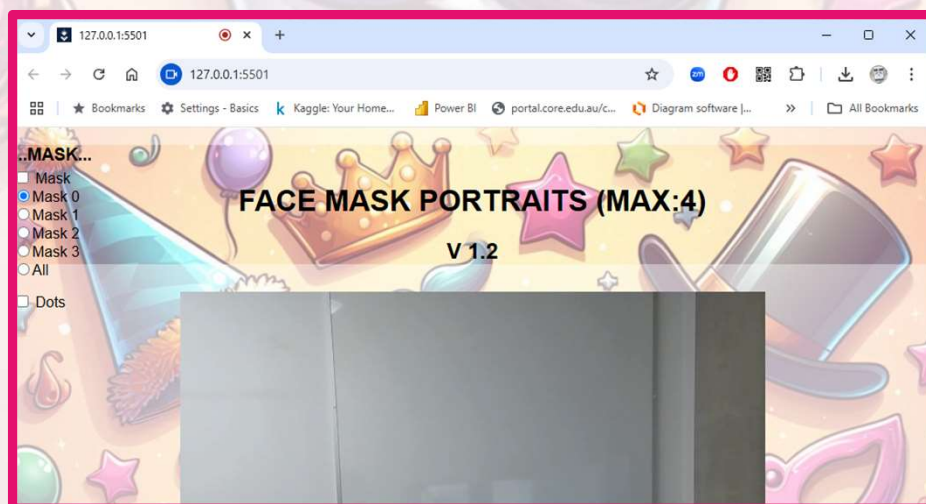 127.0.0.1:5501
127.0.0.1:5501
zm
Bookmarks Settings - Basics Kaggle: Your Home... Power BI portal.core.edu.au/c... Diagram software |... » All Bookmarks
..MASK...
Mask
Mask 0
Mask 1
Mask 2
Mask 3
All
Dots
FACE MASK PORTRAITS (MAX:4)
V 1.2